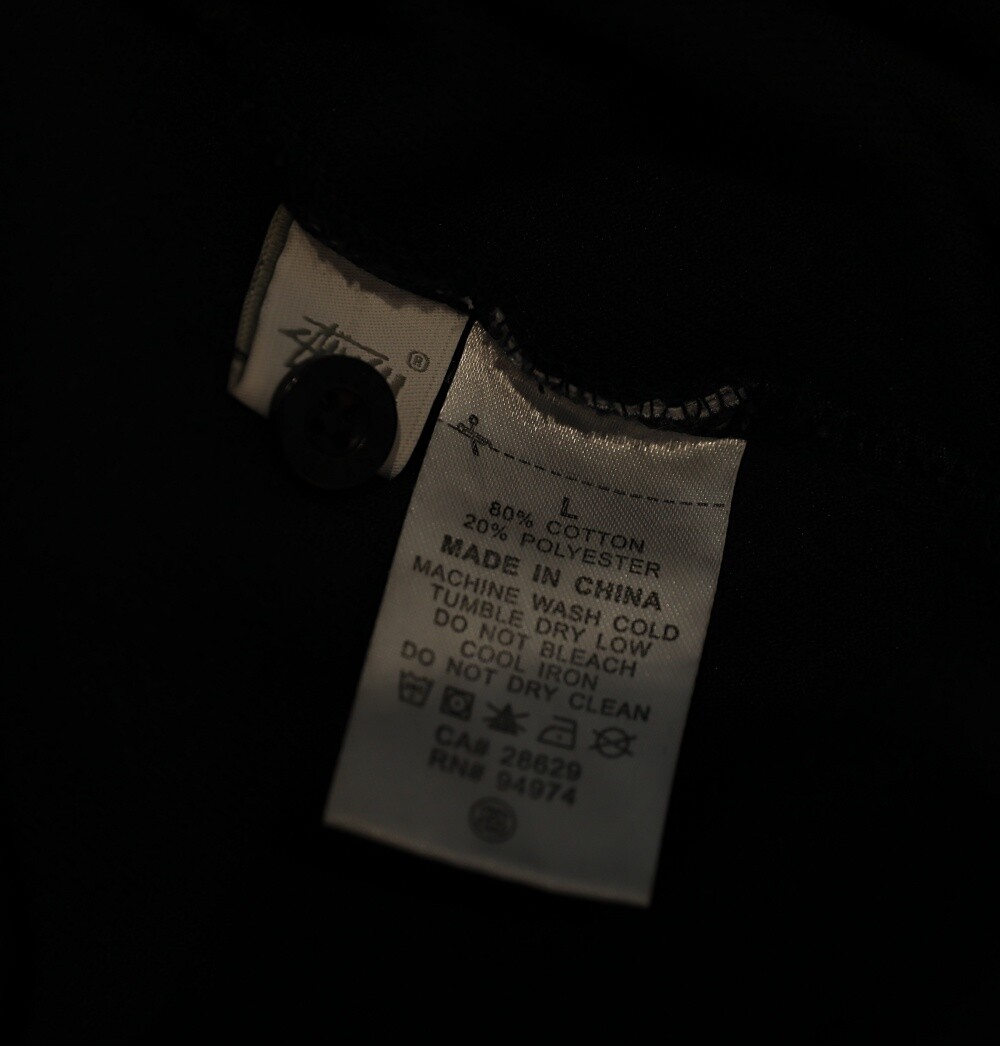 Stüssy ®
L
80% COTTON
20% POLYESTER
MADE IN CHINA
MACHINE WASH COLD
TUMBLE DRY LOW
DO NOT BLEACH
COOL IRON
DO NOT DRY CLEAN
CA# 28629
RN# 94974